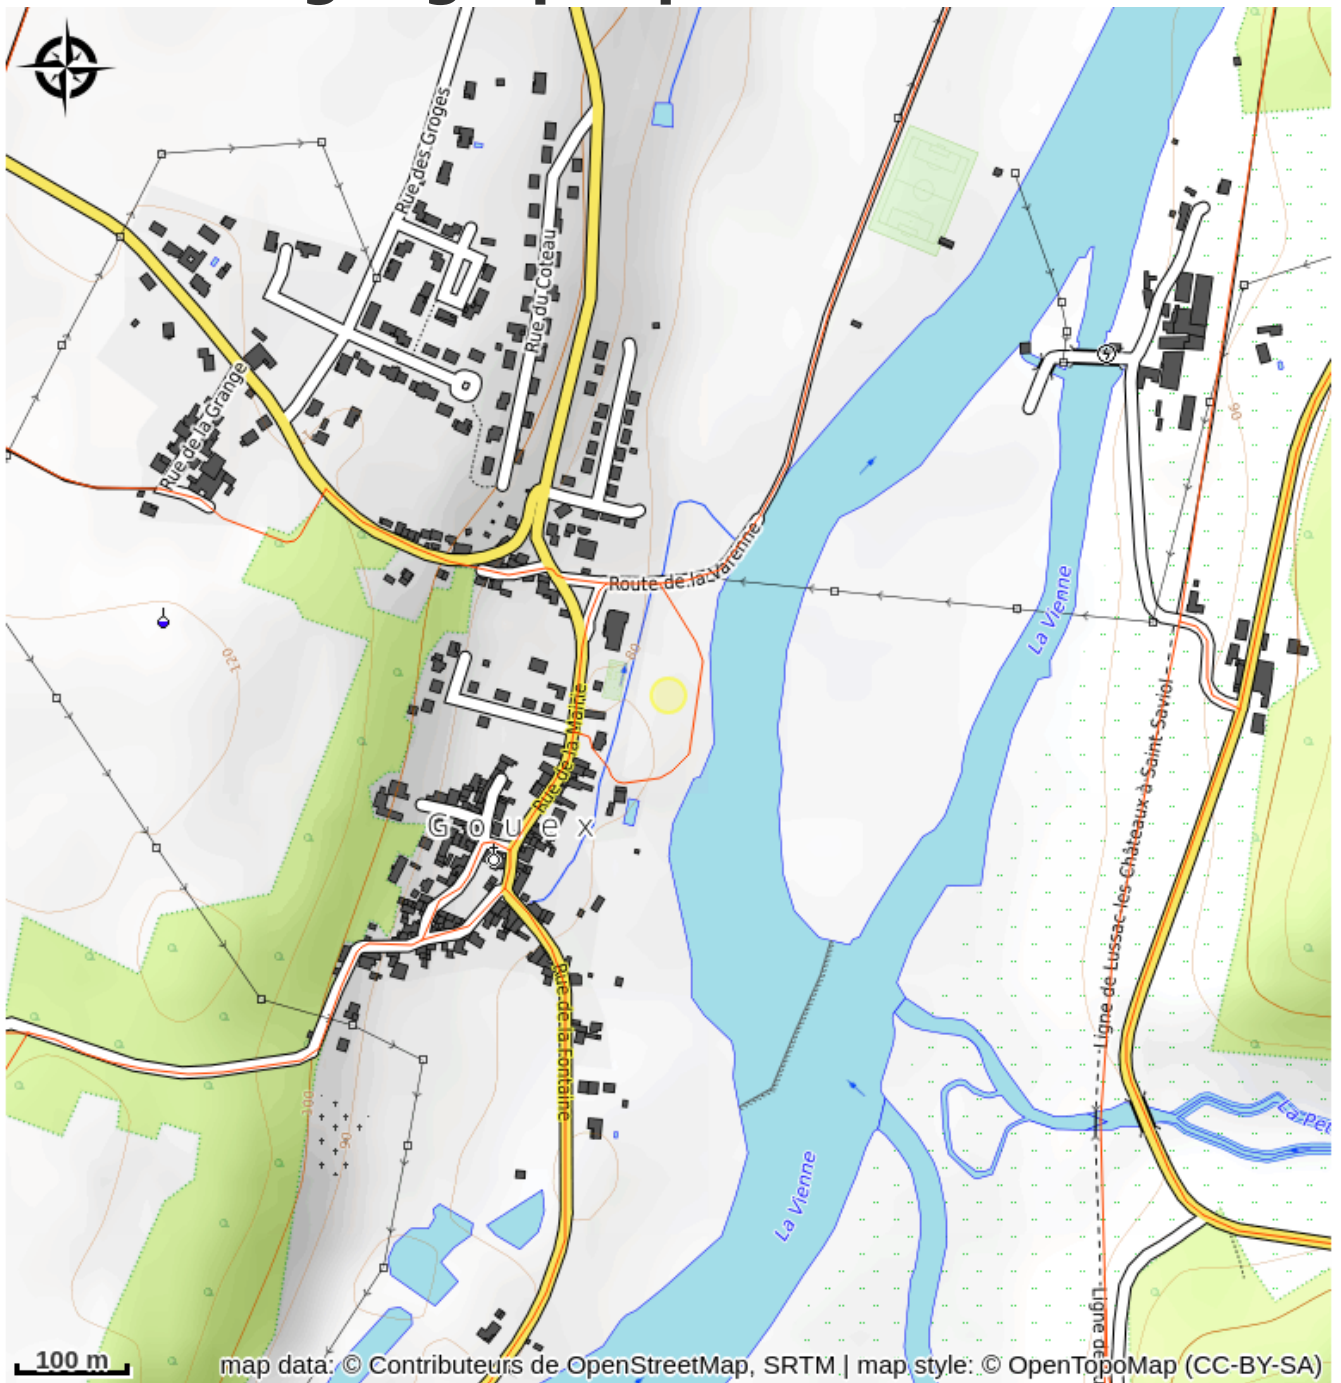 Rue des Groges
Rue du Coteau
Rue de la Grange
90
Route de la Varenne
La Vienne
120
80
Rue de la Mairie
Ligne de Lussac-les-Châteaux à Saint-Saviol
Gouex
Rue de la Fontaine
100
90
La Vienne
Ligne de
100 m
map data: © Contributeurs de OpenStreetMap, SRTM | map style: © OpenTopoMap (CC-BY-SA)